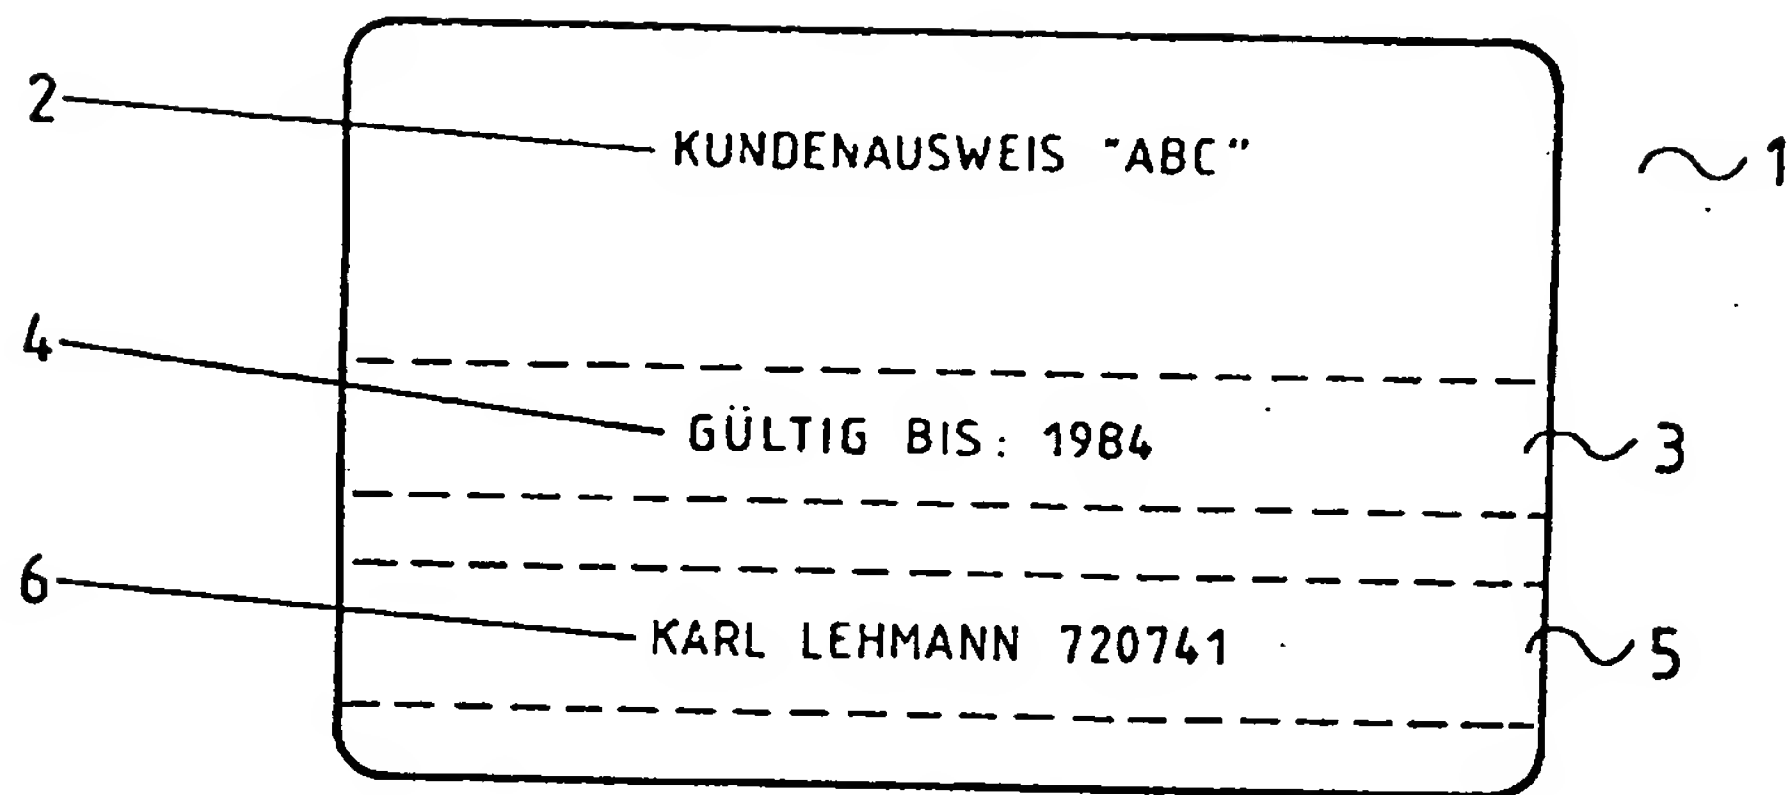 2 KUNDENAUSWEIS "ABC" 1
4 GÜLTIG BIS: 1984 3
6 KARL LEHMANN 720741 5